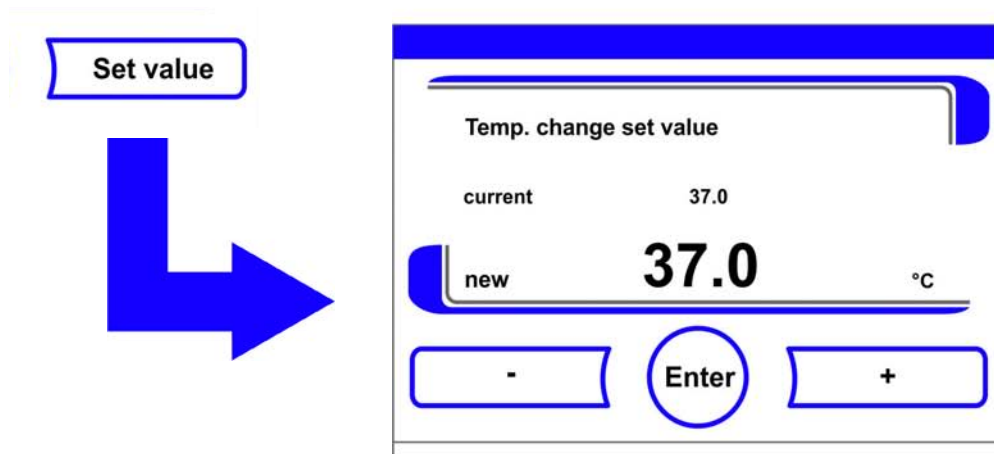 Set value
Temp. change set value
current 37.0
new 37.0 °C
- Enter +